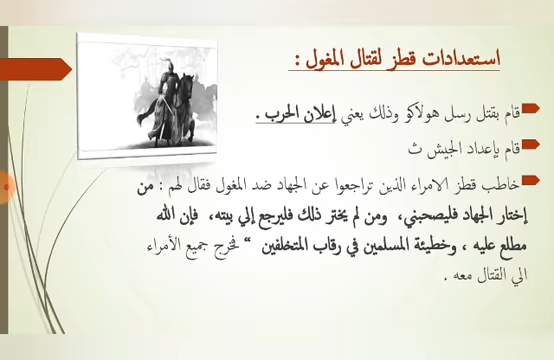 استعدادات قطز لقتال المغول :
قام بقتل رسل هولاكو وذلك يعني إعلان الحرب .
قام بإعداد الجيش ث
خاطب قطز الامراء الذين تراجعوا عن الجهاد ضد المغول فقال لهم : من
إختار الجهاد فليصحبني، ومن لم يختر ذلك فليرجع إلي بيته، فإن الله
مطلع عليه ، وخطيئة المسلمين في رقاب المتخلفين " فخرج جميع الأمراء
الي القتال معه .